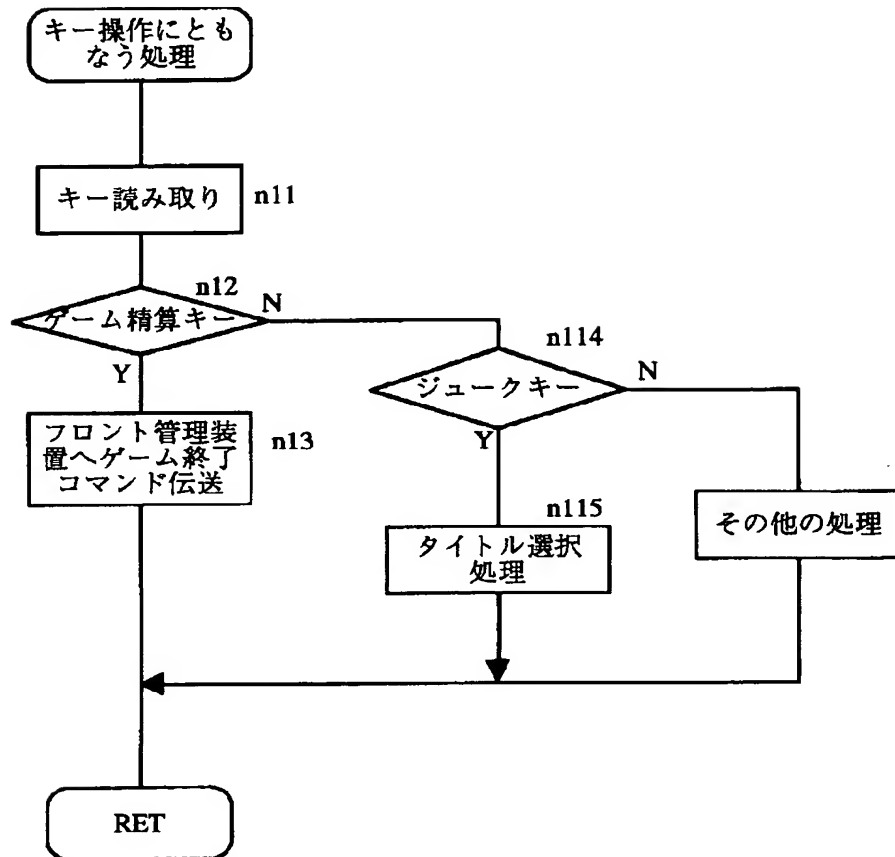 キー操作にとも
なう処理
キー読み取り
n11
n12
ゲーム精算キー
N
Y
フロント管理装
置へゲーム終了
コマンド伝送
n13
n114
ジュークキー
N
Y
n115
タイトル選択
処理
その他の処理
RET